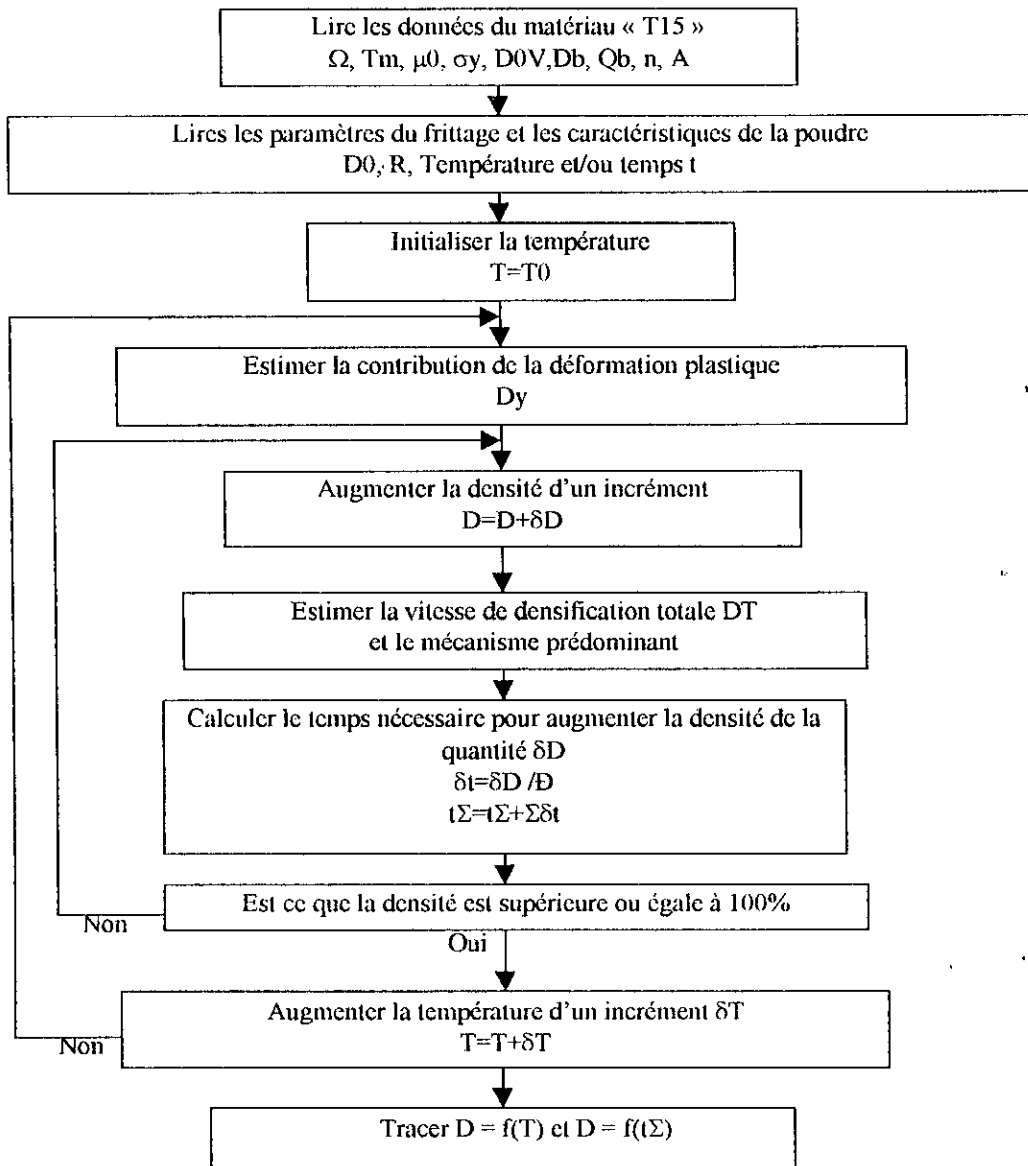 Lire les données du matériau « T15 »
Ω, Tm, μ0, σy, D0V,Db, Qb, n, A
Lires les paramètres du frittage et les caractéristiques de la poudre
D0, R, Température et/ou temps t
Initialiser la température
T=T0
Estimer la contribution de la déformation plastique
Dy
Augmenter la densité d'un incrément
D=D+δD
Estimer la vitesse de densification totale DT
et le mécanisme prédominant
Calculer le temps nécessaire pour augmenter la densité de la
quantité δD
δt=δD /Đ
tΣ=tΣ+Σδt
Est ce que la densité est supérieure ou égale à 100%
Non
Oui
Augmenter la température d'un incrément δT
T=T+δT
Non
Tracer D = f(T) et D = f(tΣ)